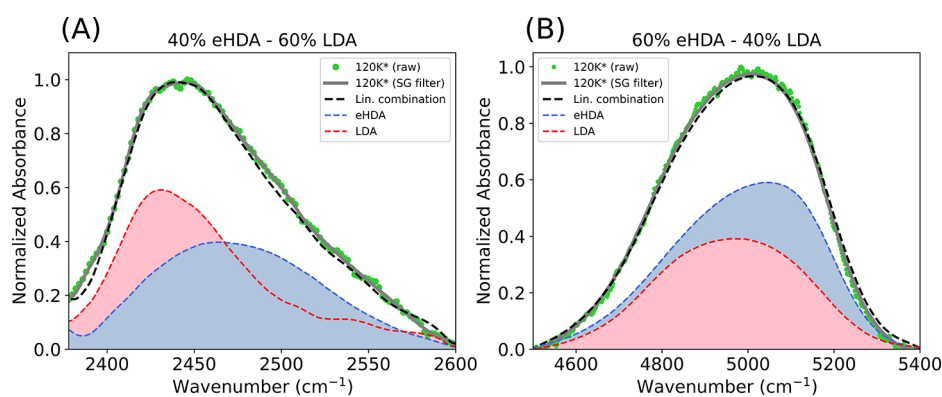 (A)
40% eHDA - 60% LDA
Normalized Absorbance
1.0
0.8
0.6
0.4
0.2
0.0
2400
2450
2500
2550
2600
Wavenumber (cm⁻¹)
120K* (raw)
120K* (SG filter)
Lin. combination
eHDA
LDA
(B)
60% eHDA - 40% LDA
Normalized Absorbance
1.0
0.8
0.6
0.4
0.2
0.0
4600
4800
5000
5200
5400
Wavenumber (cm⁻¹)
120K* (raw)
120K* (SG filter)
Lin. combination
eHDA
LDA